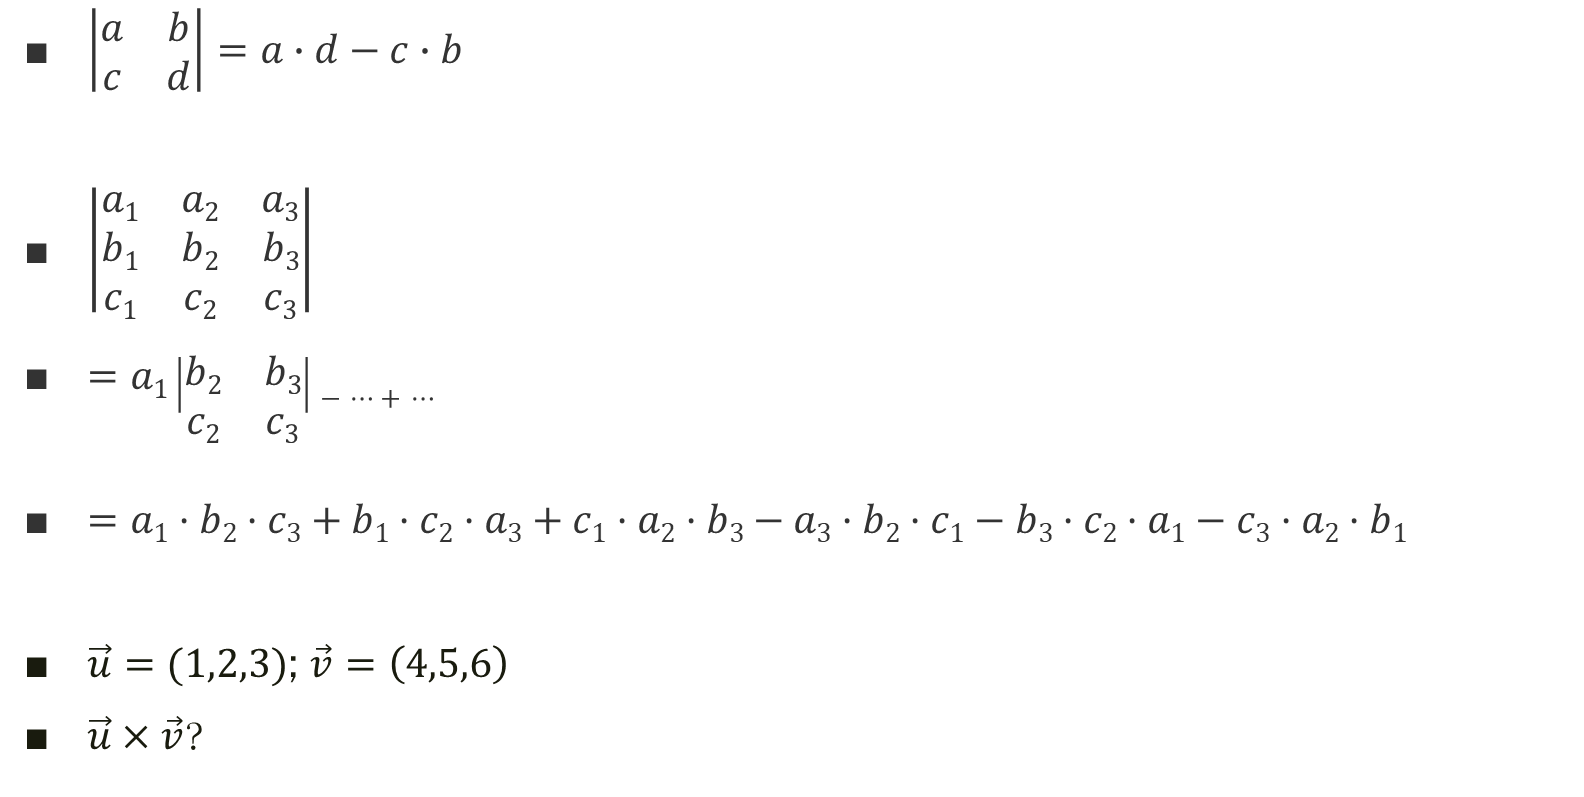 ▪ |a b|
|c d| = a · d − c · b
▪ |a₁ a₂ a₃|
|b₁ b₂ b₃|
|c₁ c₂ c₃|
▪ = a₁ |b₂ b₃| − ⋯ + ⋯
c₂ c₃
▪ = a₁ · b₂ · c₃ + b₁ · c₂ · a₃ + c₁ · a₂ · b₃ − a₃ · b₂ · c₁ − b₃ · c₂ · a₁ − c₃ · a₂ · b₁
▪ u⃗ = (1,2,3); v⃗ = (4,5,6)
▪ u⃗ × v⃗?